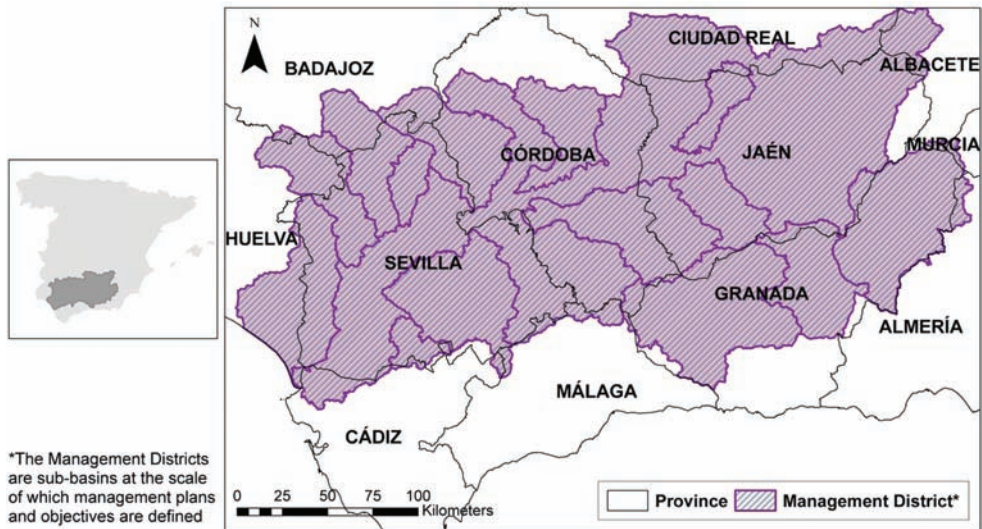 N
CIUDAD REAL
BADAJOZ
ALBACETE
CÓRDOBA
JAÉN
MURCIA
HUELVA
SEVILLA
GRANADA
ALMERÍA
MÁLAGA
CÁDIZ
*The Management Districts
are sub-basins at the scale
of which management plans
and objectives are defined
0 25 50 75 100
Kilometers
Province
Management District*